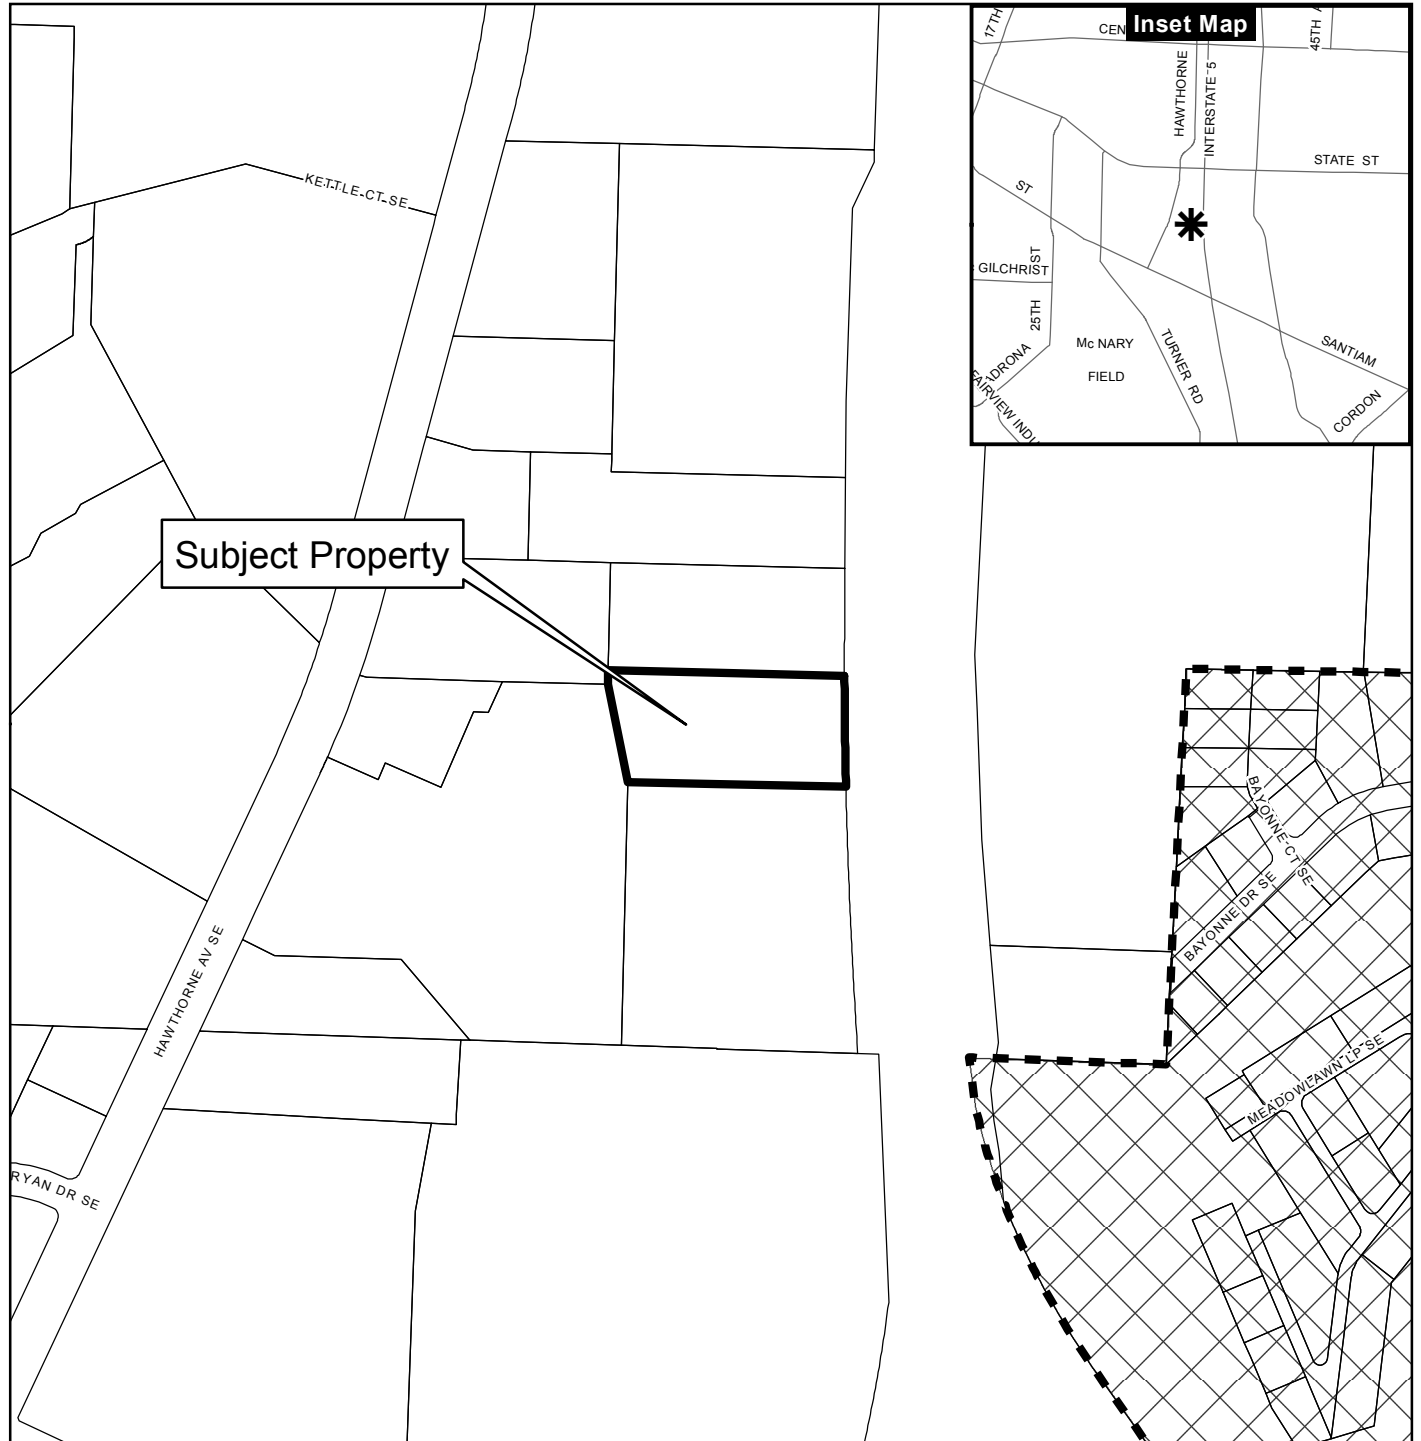 Inset Map
17TH
CEN
45TH
HAWTHORNE
INTERSTATE 5
STATE ST
ST
GILCHRIST
ST
25TH
Mc NARY
FIELD
TURNER RD
SANTIAM
CORDON
ADRONA
FAIRVIEW INDU
KETTLE CT SE
Subject Property
BAYONNE CT SE
BAYONNE DR SE
HAWTHORNE AV SE
MEADOWLAWN LP SE
RYAN DR SE